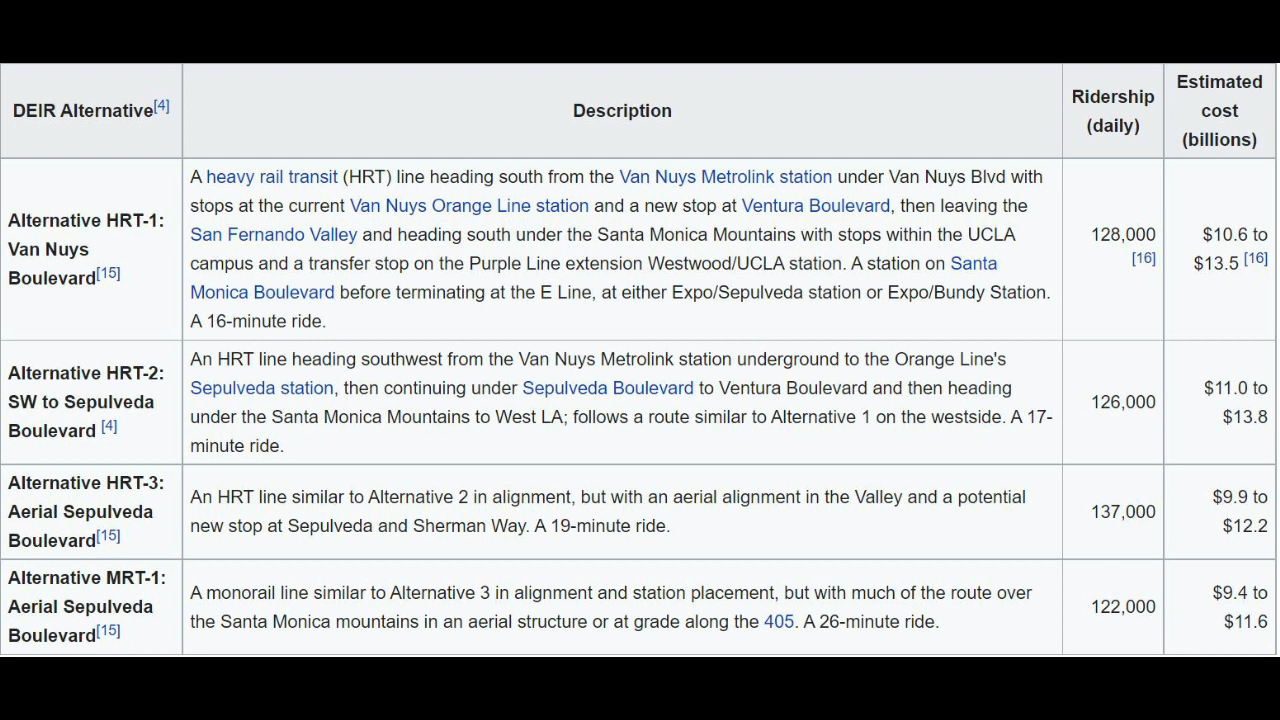 DEIR Alternative[4]
Description
Ridership
(daily)
Estimated
cost
(billions)
Alternative HRT-1:
Van Nuys
Boulevard[15]
A heavy rail transit (HRT) line heading south from the Van Nuys Metrolink station under Van Nuys Blvd with
stops at the current Van Nuys Orange Line station and a new stop at Ventura Boulevard, then leaving the
San Fernando Valley and heading south under the Santa Monica Mountains with stops within the UCLA
campus and a transfer stop on the Purple Line extension Westwood/UCLA station. A station on Santa
Monica Boulevard before terminating at the E Line, at either Expo/Sepulveda station or Expo/Bundy Station.
A 16-minute ride.
128,000
[16]
$10.6 to
$13.5 [16]
Alternative HRT-2:
SW to Sepulveda
Boulevard [4]
An HRT line heading southwest from the Van Nuys Metrolink station underground to the Orange Line's
Sepulveda station, then continuing under Sepulveda Boulevard to Ventura Boulevard and then heading
under the Santa Monica Mountains to West LA; follows a route similar to Alternative 1 on the westside. A 17-
minute ride.
126,000
$11.0 to
$13.8
Alternative HRT-3:
Aerial Sepulveda
Boulevard[15]
An HRT line similar to Alternative 2 in alignment, but with an aerial alignment in the Valley and a potential
new stop at Sepulveda and Sherman Way. A 19-minute ride.
137,000
$9.9 to
$12.2
Alternative MRT-1:
Aerial Sepulveda
Boulevard[15]
A monorail line similar to Alternative 3 in alignment and station placement, but with much of the route over
the Santa Monica mountains in an aerial structure or at grade along the 405. A 26-minute ride.
122,000
$9.4 to
$11.6